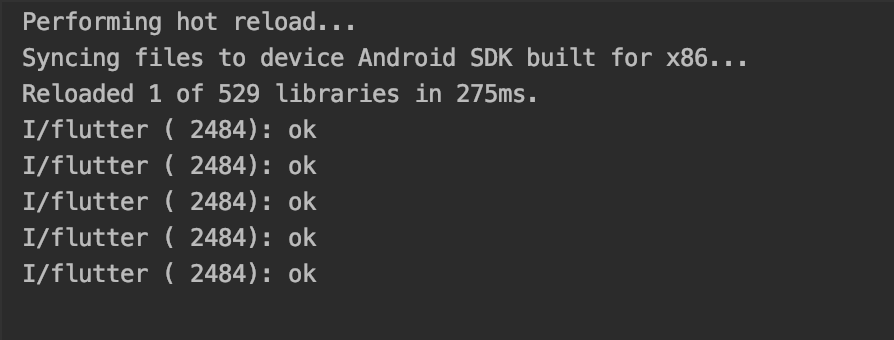 Performing hot reload...
Syncing files to device Android SDK built for x86...
Reloaded 1 of 529 libraries in 275ms.
I/flutter ( 2484): ok
I/flutter ( 2484): ok
I/flutter ( 2484): ok
I/flutter ( 2484): ok
I/flutter ( 2484): ok